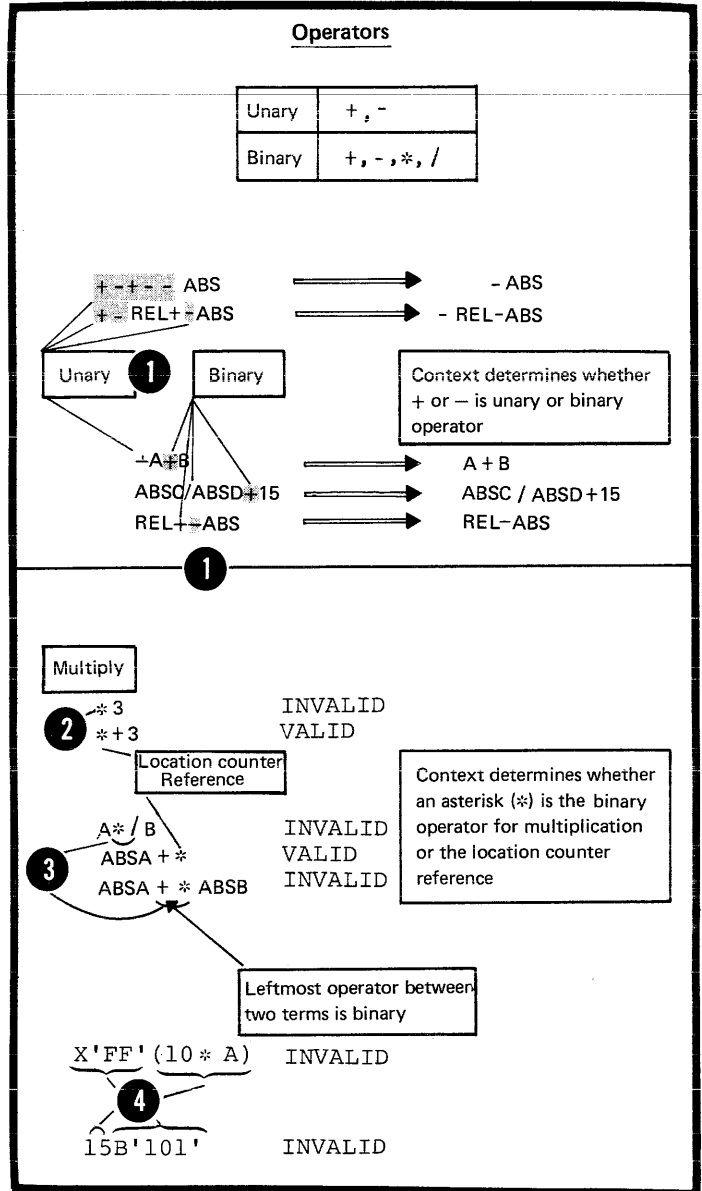 Operators
Unary +, -
Binary +, -, *, /
+ - + - - ABS - ABS
+ - REL+ -ABS - REL-ABS
Unary 1 Binary
Context determines whether
+ or — is unary or binary
operator
+A+B A + B
ABSC/ABSD+15 ABSC / ABSD+15
REL+-ABS REL-ABS
1
Multiply
2
*3 INVALID
*+3 VALID
Location counter
Reference
Context determines whether
an asterisk (*) is the binary
operator for multiplication
or the location counter
reference
3
A* / B INVALID
ABSA + * VALID
ABSA + * ABSB INVALID
Leftmost operator between
two terms is binary
X'FF' (10 * A) INVALID
4
15B'101' INVALID